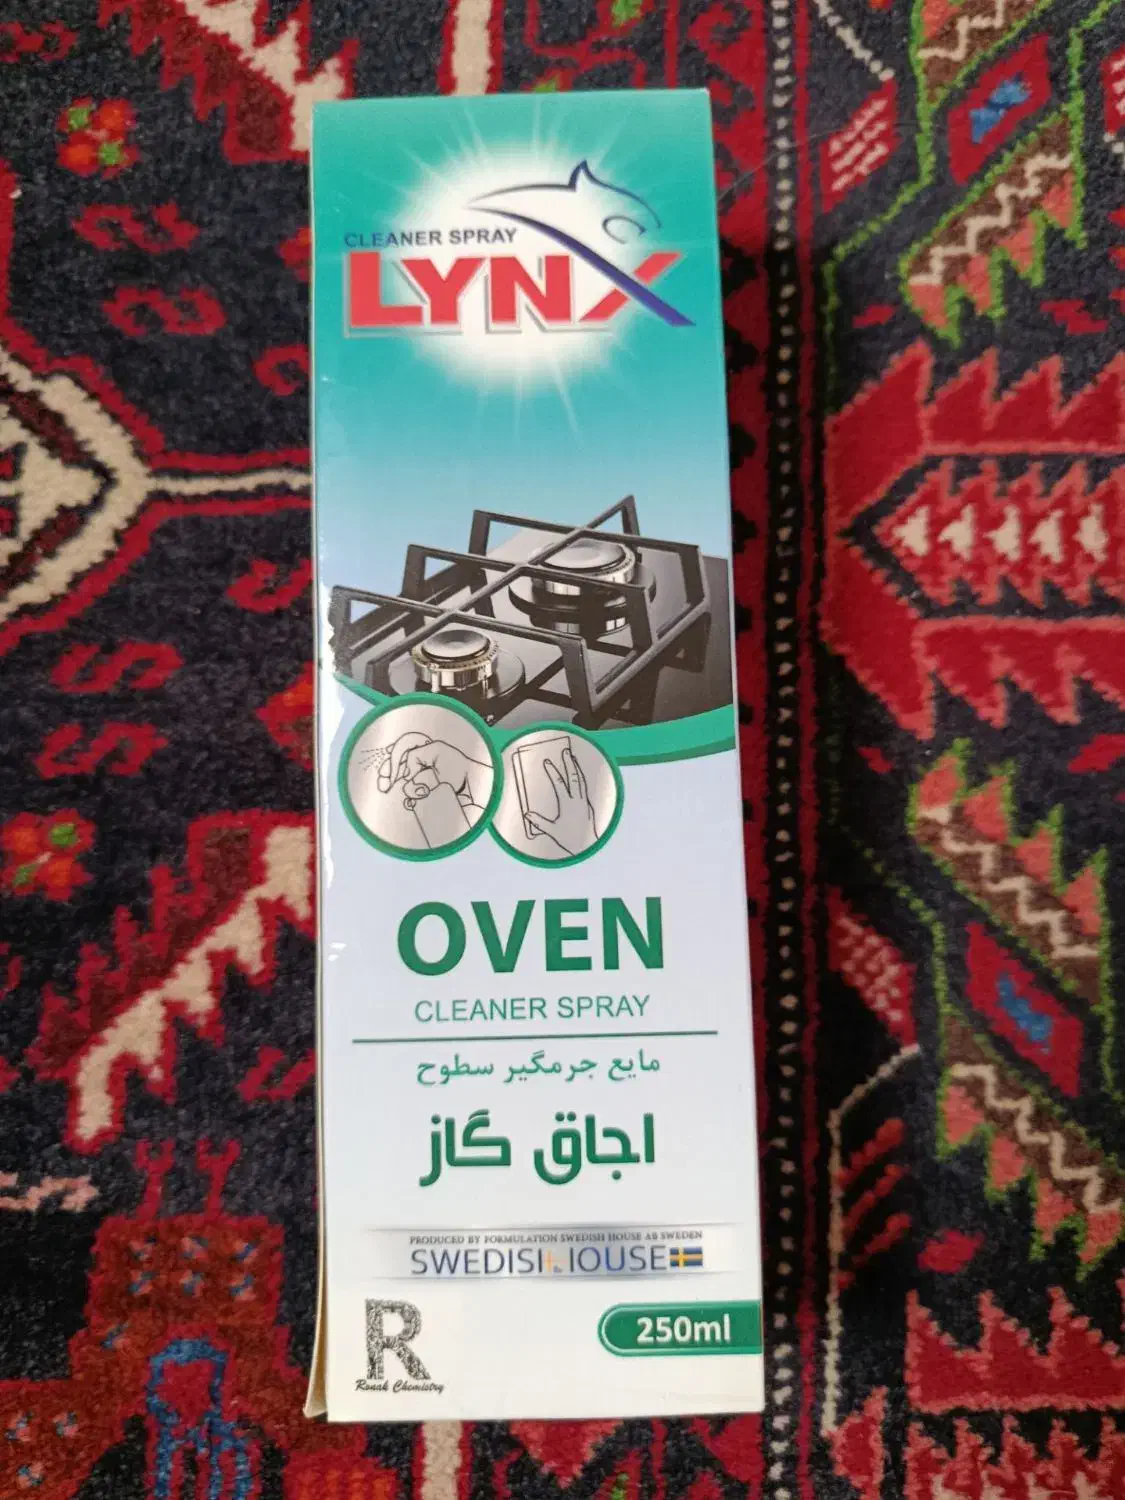 CLEANER SPRAY
LYNX
OVEN
CLEANER SPRAY
مایع جرمگیر سطوح
اجاق گاز
PRODUCED BY FORMULATION SWEDISH HOUSE AB SWEDEN
SWEDISH HOUSE
R
Ronak Chemistry
250ml